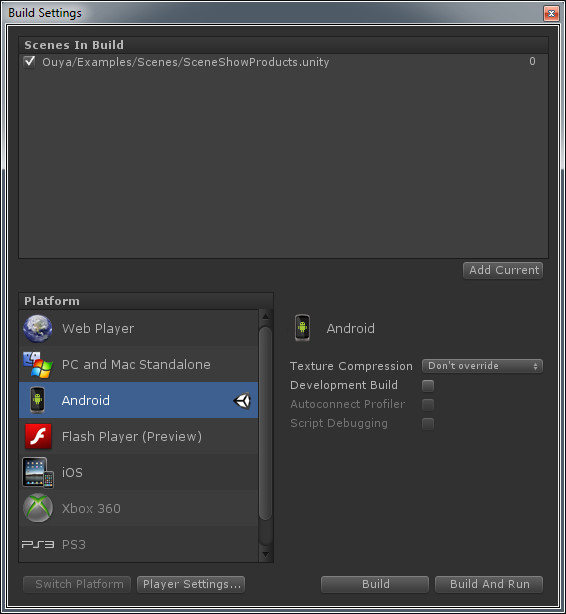 Build Settings
Scenes In Build
Ouya/Examples/Scenes/SceneShowProducts.unity 0
Add Current
Platform
Web Player
PC and Mac Standalone
Android
Flash Player (Preview)
iOS
Xbox 360
PS3 PS3
Android
Texture Compression Don't override
Development Build
Autoconnect Profiler
Script Debugging
Switch Platform Player Settings... Build Build And Run